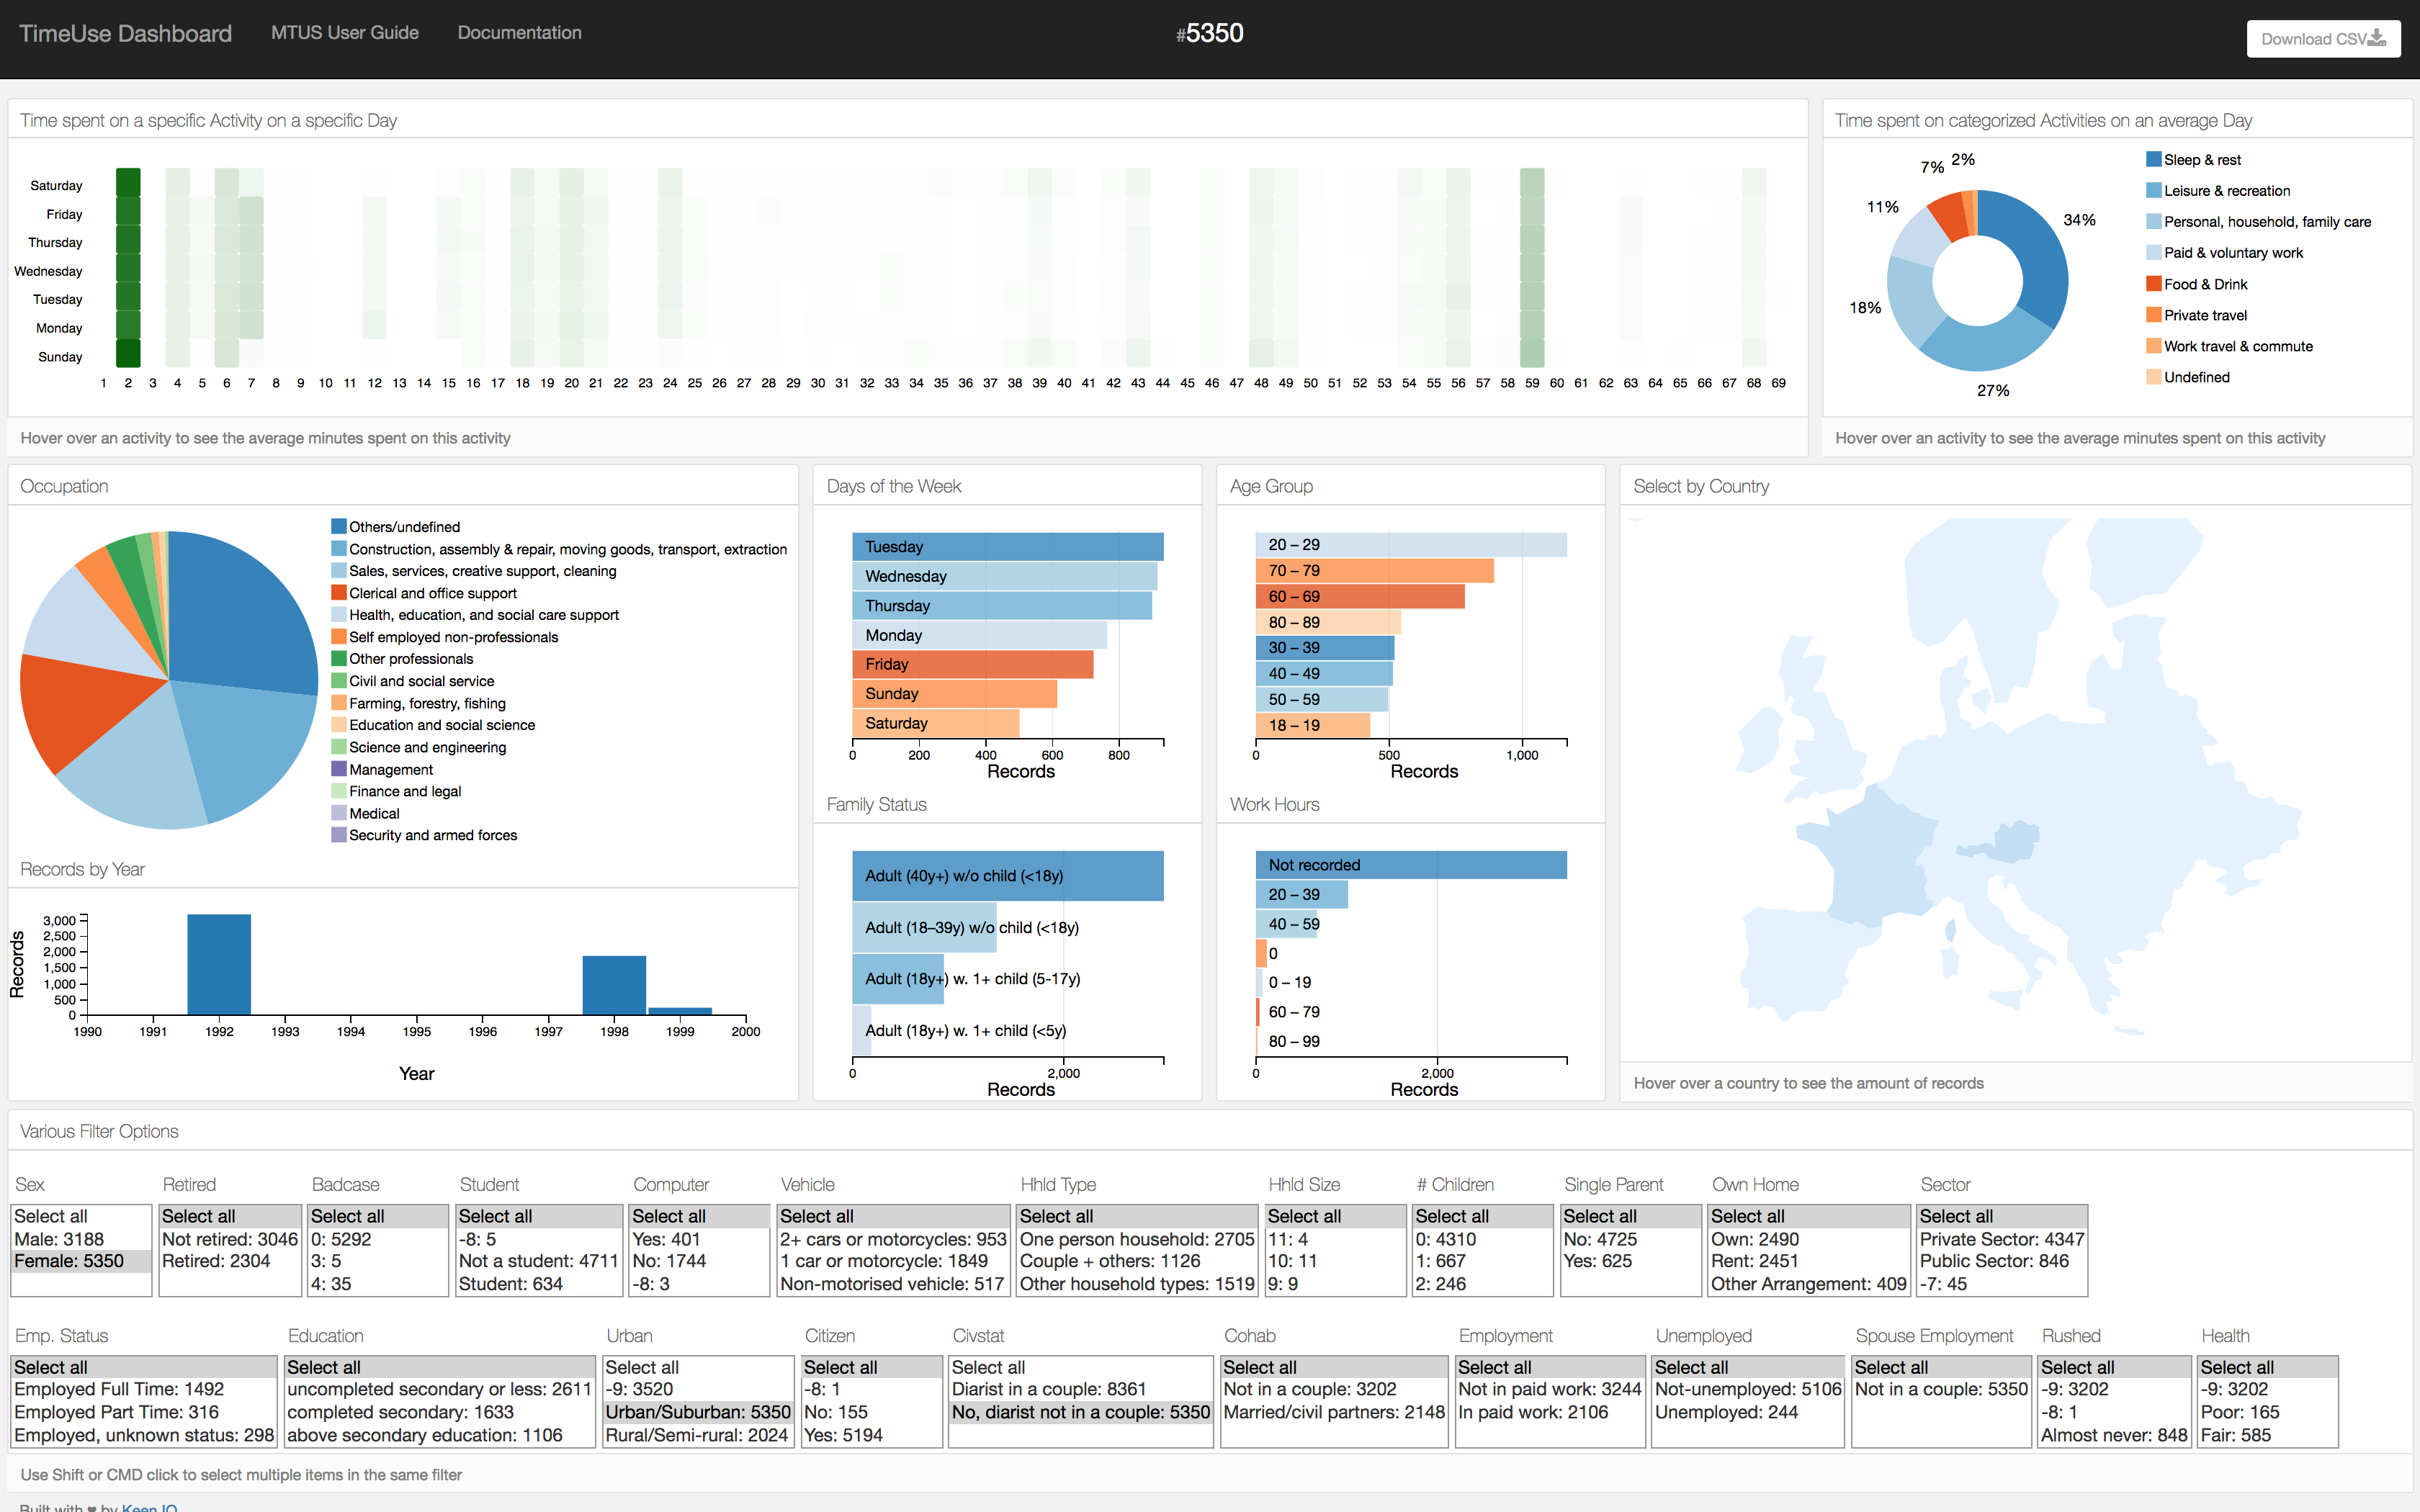 TimeUse Dashboard MTUS User Guide Documentation #5350 Download CSV
Time spent on a specific Activity on a specific Day
Saturday
Friday
Thursday
Wednesday
Tuesday
Monday
Sunday
1 2 3 4 5 6 7 8 9 10 11 12 13 14 15 16 17 18 19 20 21 22 23 24 25 26 27 28 29 30 31 32 33 34 35 36 37 38 39 40 41 42 43 44 45 46 47 48 49 50 51 52 53 54 55 56 57 58 59 60 61 62 63 64 65 66 67 68 69
Hover over an activity to see the average minutes spent on this activity
Time spent on categorized Activities on an average Day
7% 2%
11%
34%
18%
27%
Sleep & rest
Leisure & recreation
Personal, household, family care
Paid & voluntary work
Food & Drink
Private travel
Work travel & commute
Undefined
Hover over an activity to see the average minutes spent on this activity
Occupation
Others/undefined
Construction, assembly & repair, moving goods, transport, extraction
Sales, services, creative support, cleaning
Clerical and office support
Health, education, and social care support
Self employed non-professionals
Other professionals
Civil and social service
Farming, forestry, fishing
Education and social science
Science and engineering
Management
Finance and legal
Medical
Security and armed forces
Records by Year
Records
3,000
2,500
2,000
1,500
1,000
500
0
1990 1991 1992 1993 1994 1995 1996 1997 1998 1999 2000
Year
Days of the Week
Tuesday
Wednesday
Thursday
Monday
Friday
Sunday
Saturday
0 200 400 600 800
Records
Family Status
Adult (40y+) w/o child (<18y)
Adult (18–39y) w/o child (<18y)
Adult (18y+) w. 1+ child (5-17y)
Adult (18y+) w. 1+ child (<5y)
0 2,000
Records
Age Group
20 – 29
70 – 79
60 – 69
80 – 89
30 – 39
40 – 49
50 – 59
18 – 19
0 500 1,000
Records
Work Hours
Not recorded
20 – 39
40 – 59
0
0 – 19
60 – 79
80 – 99
0 2,000
Records
Select by Country
Hover over a country to see the amount of records
Various Filter Options
Sex
Select all
Male: 3188
Female: 5350
Retired
Select all
Not retired: 3046
Retired: 2304
Badcase
Select all
0: 5292
3: 5
4: 35
Student
Select all
-8: 5
Not a student: 4711
Student: 634
Computer
Select all
Yes: 401
No: 1744
-8: 3
Vehicle
Select all
2+ cars or motorcycles: 953
1 car or motorcycle: 1849
Non-motorised vehicle: 517
Hhld Type
Select all
One person household: 2705
Couple + others: 1126
Other household types: 1519
Hhld Size
Select all
11: 4
10: 11
9: 9
# Children
Select all
0: 4310
1: 667
2: 246
Single Parent
Select all
No: 4725
Yes: 625
Own Home
Select all
Own: 2490
Rent: 2451
Other Arrangement: 409
Sector
Select all
Private Sector: 4347
Public Sector: 846
-7: 45
Emp. Status
Select all
Employed Full Time: 1492
Employed Part Time: 316
Employed, unknown status: 298
Education
Select all
uncompleted secondary or less: 2611
completed secondary: 1633
above secondary education: 1106
Urban
Select all
-9: 3520
Urban/Suburban: 5350
Rural/Semi-rural: 2024
Citizen
Select all
-8: 1
No: 155
Yes: 5194
Civstat
Select all
Diarist in a couple: 8361
No, diarist not in a couple: 5350
Cohab
Select all
Not in a couple: 3202
Married/civil partners: 2148
Employment
Select all
Not in paid work: 3244
In paid work: 2106
Unemployed
Select all
Not-unemployed: 5106
Unemployed: 244
Spouse Employment
Select all
Not in a couple: 5350
Rushed
Select all
-9: 3202
-8: 1
Almost never: 848
Health
Select all
-9: 3202
Poor: 165
Fair: 585
Use Shift or CMD click to select multiple items in the same filter
Built with ♥ by Keen IO